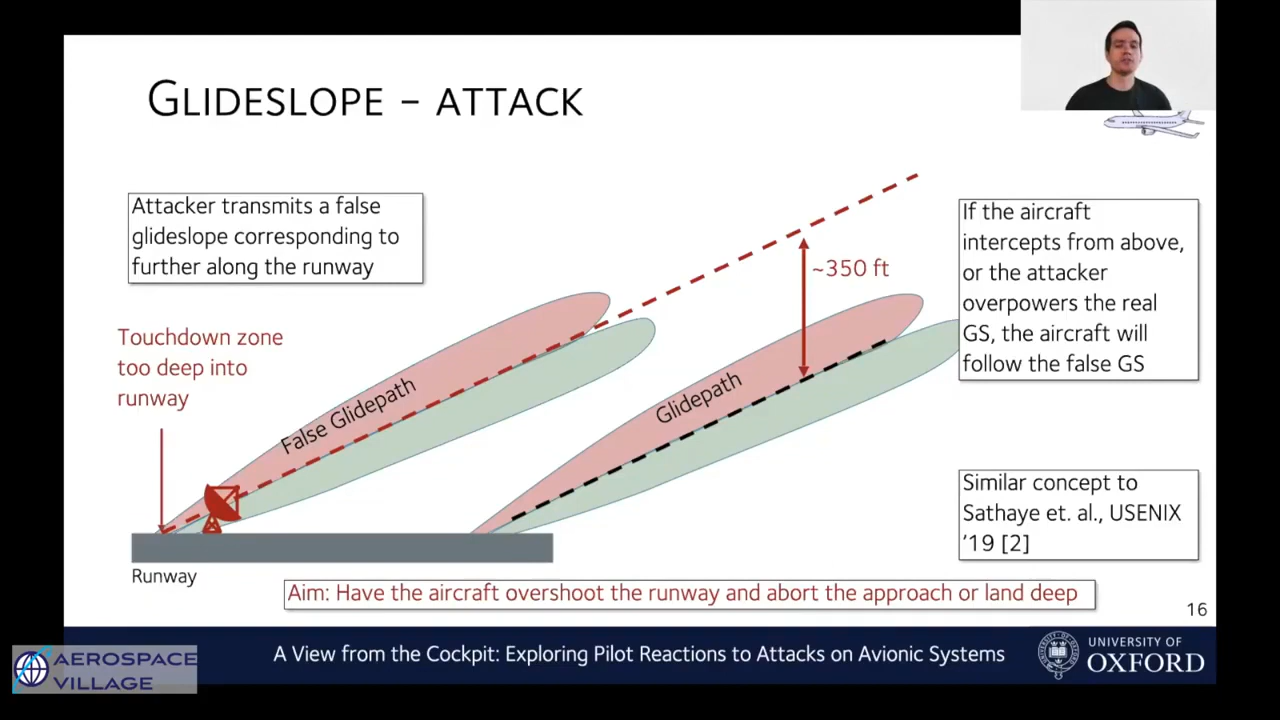 GLIDESLOPE – ATTACK
Attacker transmits a false
glideslope corresponding to
further along the runway
Touchdown zone
too deep into
runway
False Glidepath
Glidepath
~350 ft
If the aircraft
intercepts from above,
or the attacker
overpowers the real
GS, the aircraft will
follow the false GS
Similar concept to
Sathaye et. al., USENIX
'19 [2]
Runway
Aim: Have the aircraft overshoot the runway and abort the approach or land deep
16
AEROSPACE
VILLAGE
A View from the Cockpit: Exploring Pilot Reactions to Attacks on Avionic Systems
UNIVERSITY OF
OXFORD